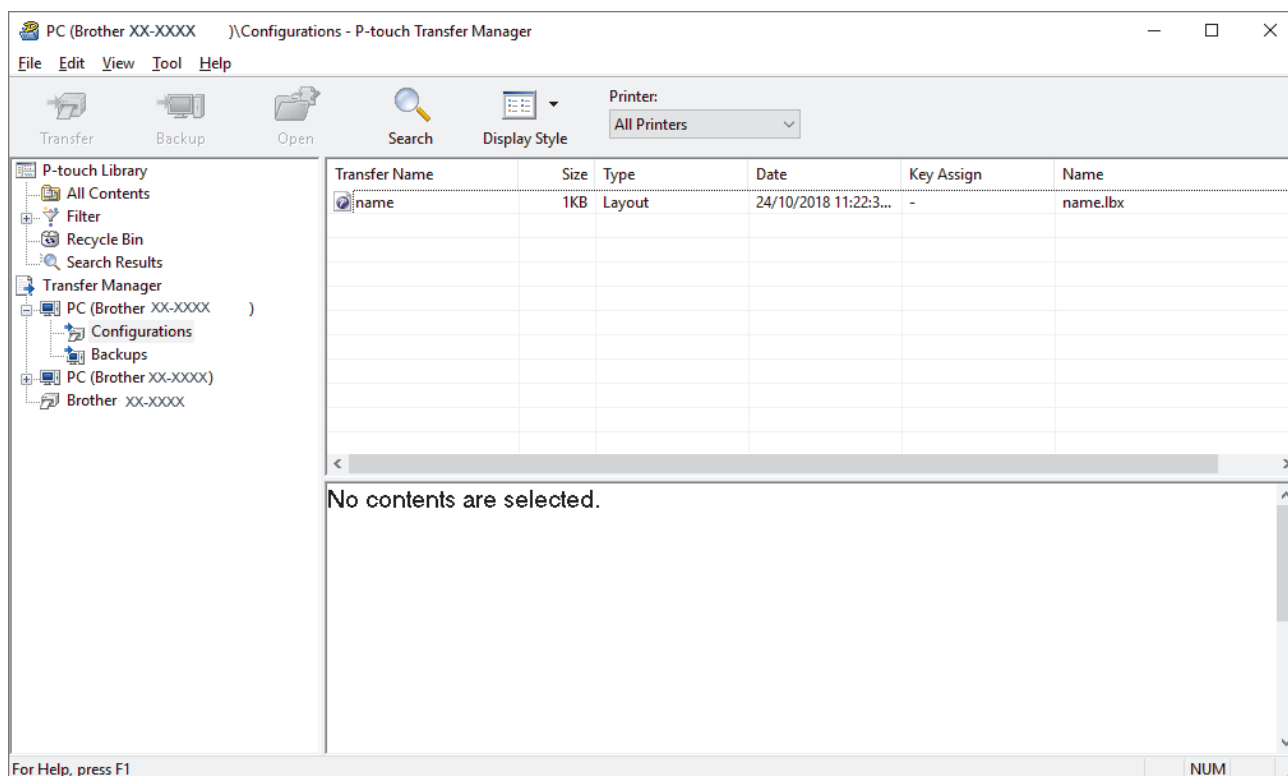 PC (Brother XX-XXXX )\Configurations - P-touch Transfer Manager
File Edit View Tool Help
Transfer Backup Open Search Display Style
Printer:
All Printers
P-touch Library
All Contents
Filter
Recycle Bin
Search Results
Transfer Manager
PC (Brother XX-XXXX )
Configurations
Backups
PC (Brother XX-XXXX)
Brother XX-XXXX
Transfer Name Size Type Date Key Assign Name
name 1KB Layout 24/10/2018 11:22:3... - name.lbx
No contents are selected.
For Help, press F1 NUM